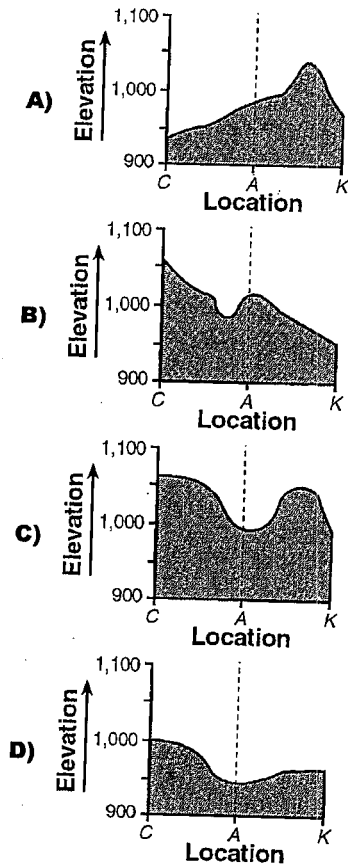 A)
Elevation
1,100
1,000
900
C A K
Location
B)
Elevation
1,100
1,000
900
C A K
Location
C)
Elevation
1,100
1,000
900
C A K
Location
D)
Elevation
1,100
1,000
900
C A K
Location